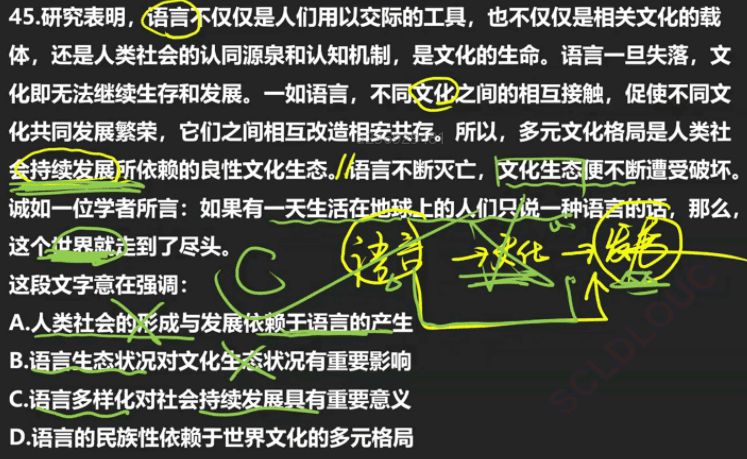 45.研究表明，语言不仅仅是人们用以交际的工具，也不仅仅是相关文化的载
体，还是人类社会的认同源泉和认知机制，是文化的生命。语言一旦失落，文
化即无法继续生存和发展。一如语言，不同文化之间的相互接触，促使不同文
化共同发展繁荣，它们之间相互改造相安共存。所以，多元文化格局是人类社
会持续发展所依赖的良性文化生态。语言不断灭亡，文化生态便不断遭受破坏。
诚如一位学者所言：如果有一天生活在地球上的人们只说一种语言的话，那么，
这个世界就走到了尽头。
语言 →文化 →发展
C
这段文字意在强调：
A.人类社会的形成与发展依赖于语言的产生
B.语言生态状况对文化生态状况有重要影响
C.语言多样化对社会持续发展具有重要意义
D.语言的民族性依赖于世界文化的多元格局
SCLDLOUC